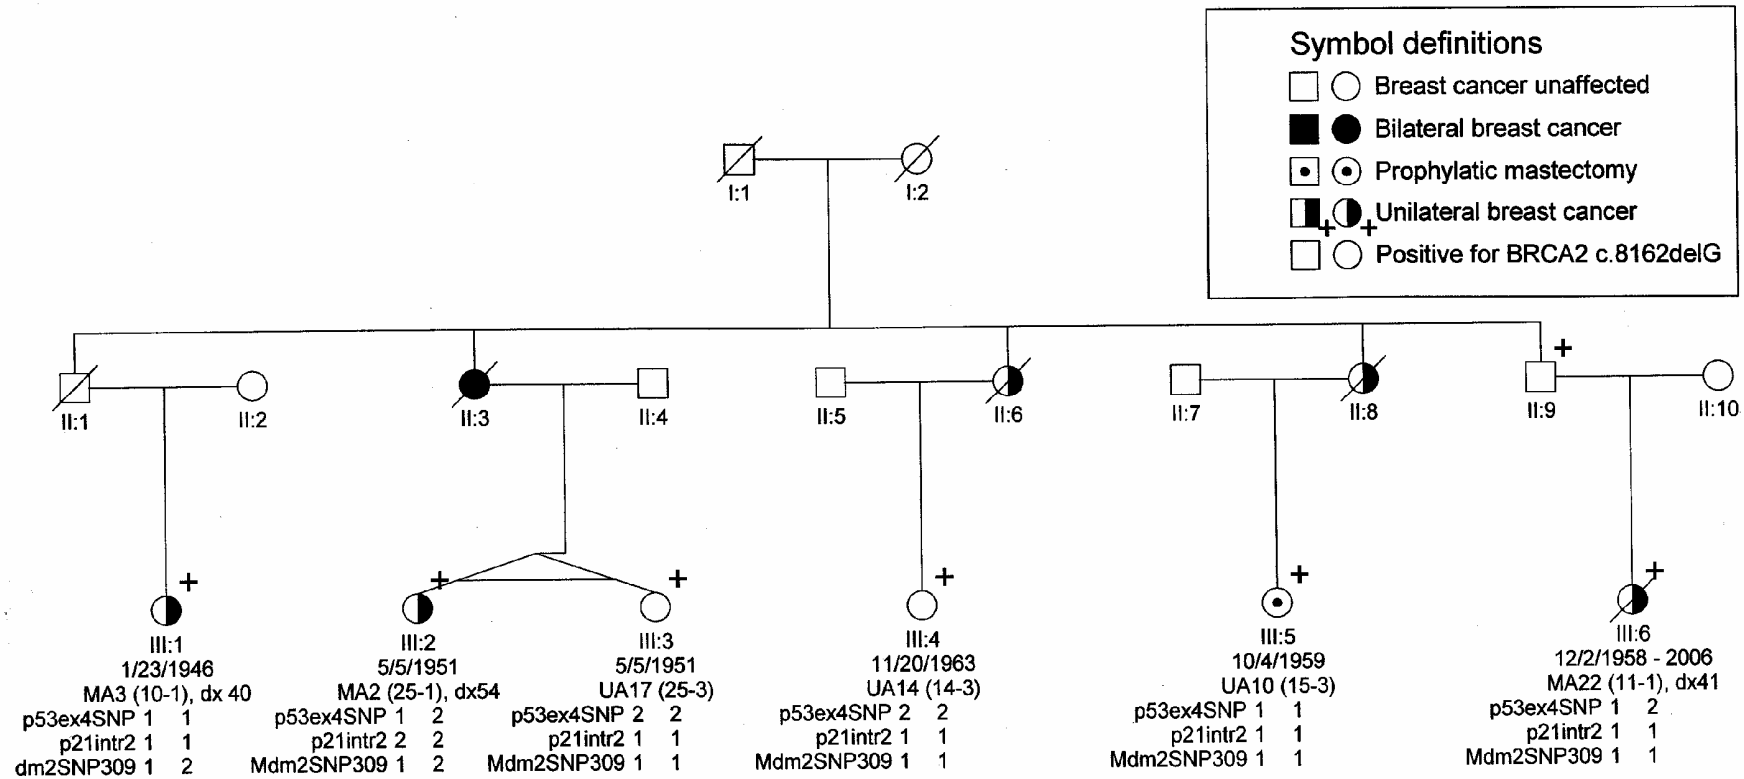 Symbol definitions
Breast cancer unaffected
Bilateral breast cancer
Prophylatic mastectomy
Unilateral breast cancer
+ +
Positive for BRCA2 c.8162delG
I:1 I:2
+
II:1 II:2 II:3 II:4 II:5 II:6 II:7 II:8 II:9 II:10
+ + + + + +
III:1 III:2 III:3 III:4 III:5 III:6
1/23/1946 5/5/1951 5/5/1951 11/20/1963 10/4/1959 12/2/1958 - 2006
MA3 (10-1), dx 40 MA2 (25-1), dx54 UA17 (25-3) UA14 (14-3) UA10 (15-3) MA22 (11-1), dx41
p53ex4SNP 1 1 p53ex4SNP 1 2 p53ex4SNP 2 2 p53ex4SNP 2 2 p53ex4SNP 1 1 p53ex4SNP 1 2
p21intr2 1 1 p21intr2 2 2 p21intr2 1 1 p21intr2 1 1 p21intr2 1 1 p21intr2 1 1
dm2SNP309 1 2 Mdm2SNP309 1 2 Mdm2SNP309 1 1 Mdm2SNP309 1 1 Mdm2SNP309 1 1 Mdm2SNP309 1 1